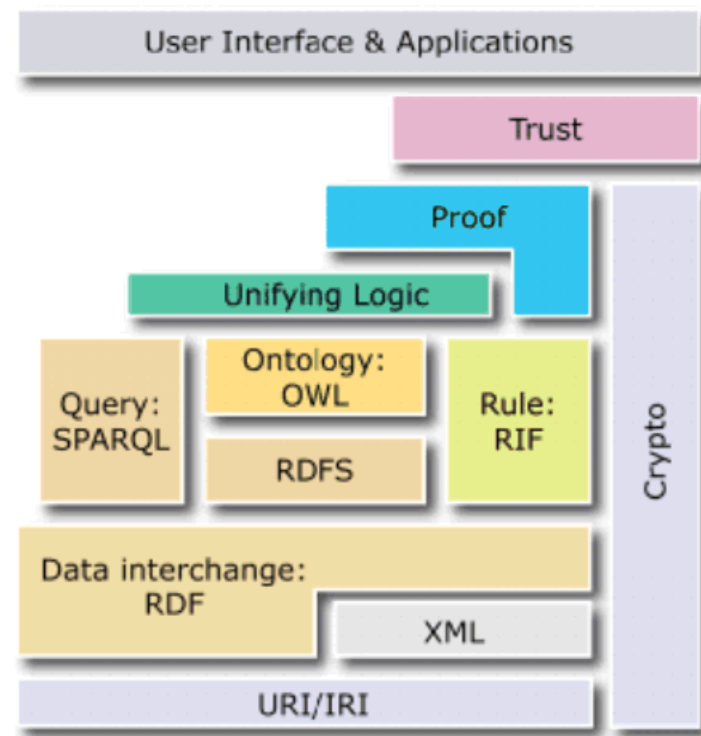 User Interface & Applications
Trust
Proof
Unifying Logic
Query:
SPARQL
Ontology:
OWL
RDFS
Rule:
RIF
Crypto
Data interchange:
RDF
XML
URI/IRI